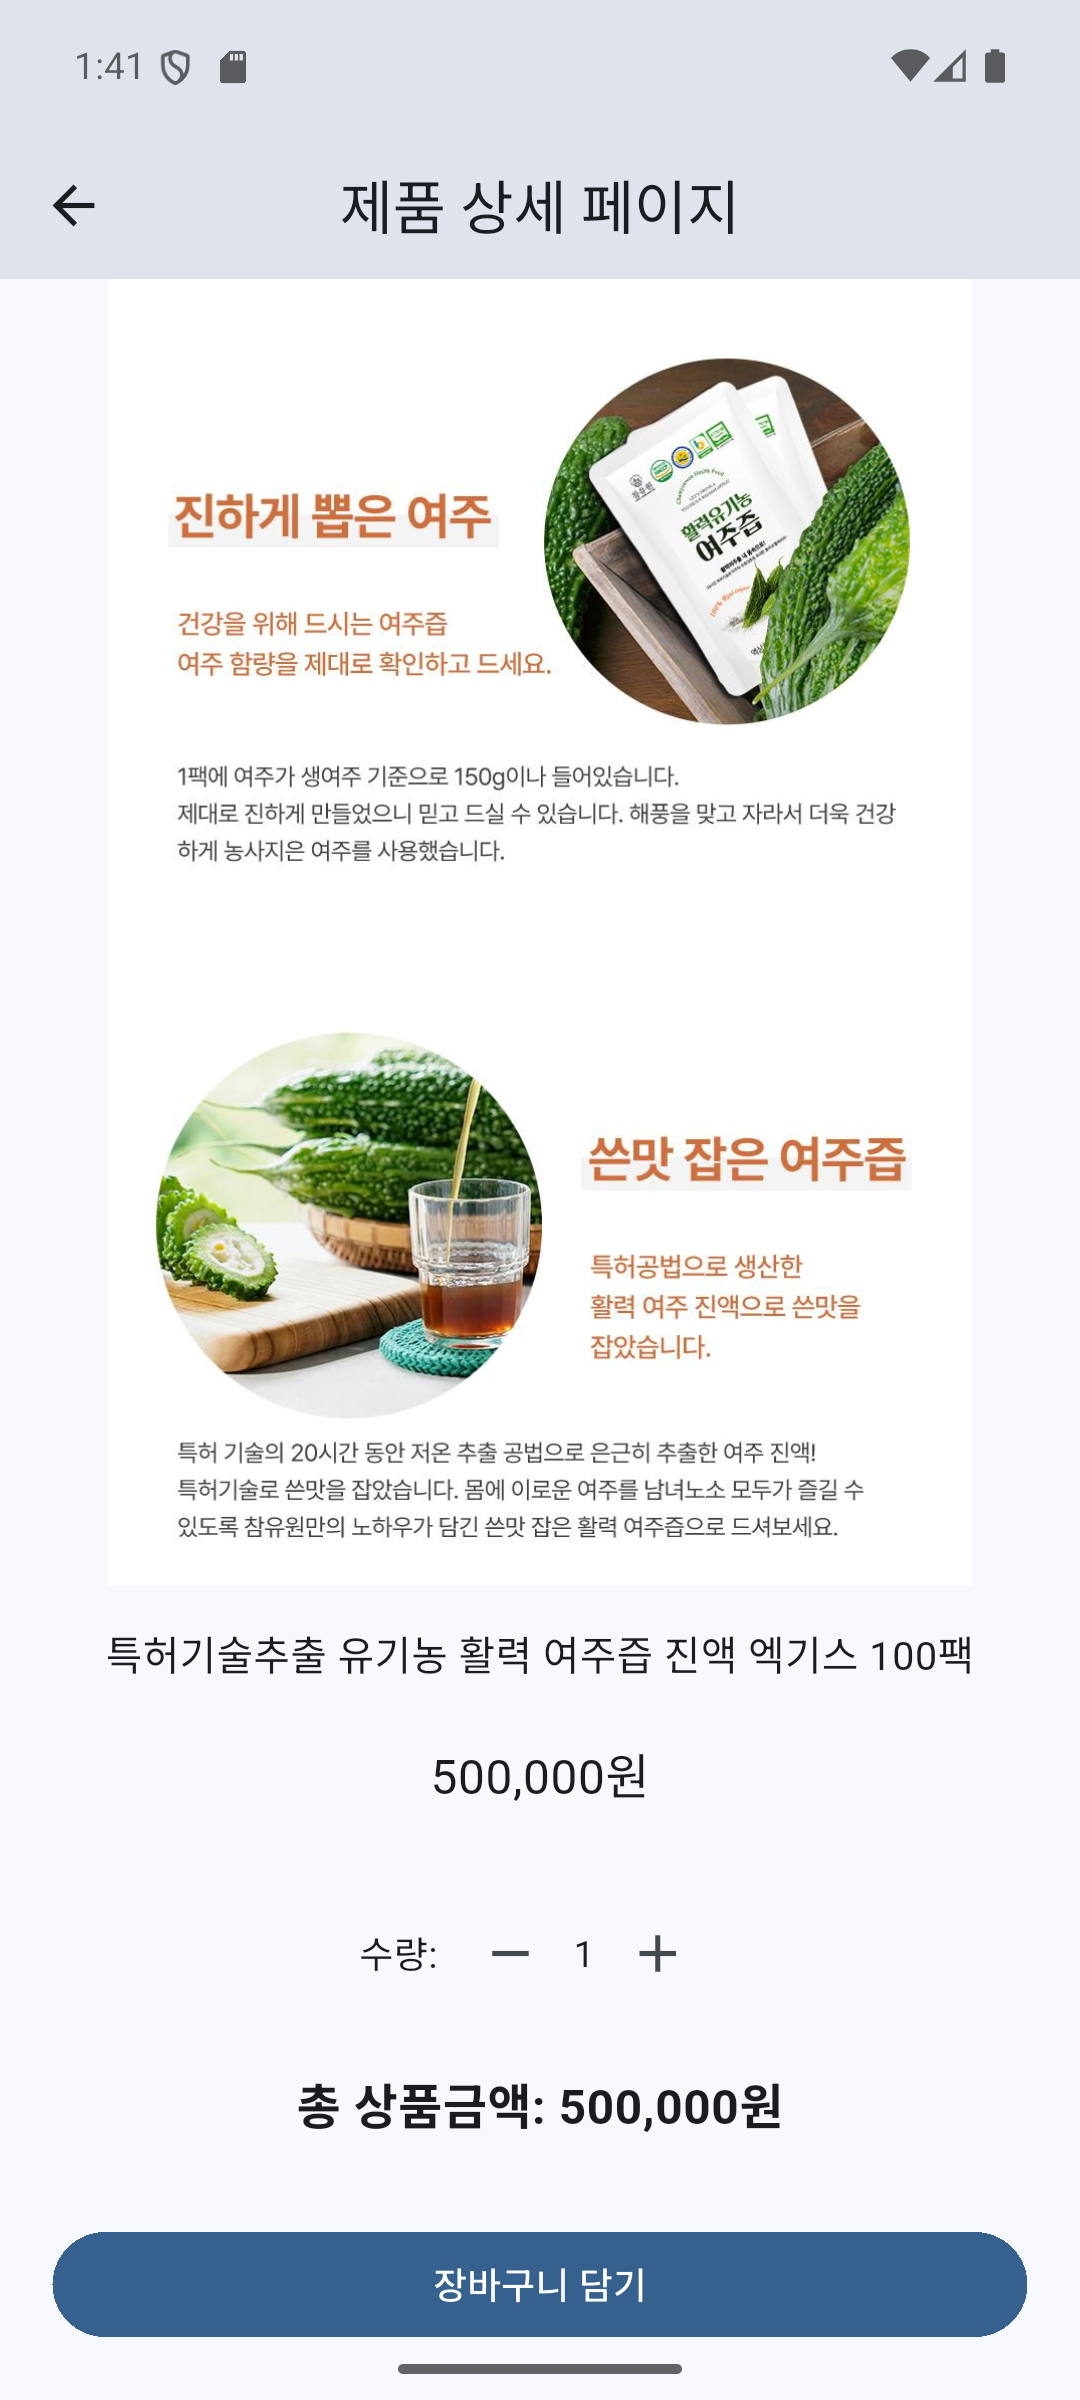 1:41
제품 상세 페이지
진하게 뽑은 여주
건강을 위해 드시는 여주즙
여주 함량을 제대로 확인하고 드세요.
활력유기농
여주즙
1팩에 여주가 생여주 기준으로 150g이나 들어있습니다.
제대로 진하게 만들었으니 믿고 드실 수 있습니다. 해풍을 맞고 자라서 더욱 건강
하게 농사지은 여주를 사용했습니다.
쓴맛 잡은 여주즙
특허공법으로 생산한
활력 여주 진액으로 쓴맛을
잡았습니다.
특허 기술의 20시간 동안 저온 추출 공법으로 은근히 추출한 여주 진액!
특허기술로 쓴맛을 잡았습니다. 몸에 이로운 여주를 남녀노소 모두가 즐길 수
있도록 참유원만의 노하우가 담긴 쓴맛 잡은 활력 여주즙으로 드셔보세요.
특허기술추출 유기농 활력 여주즙 진액 엑기스 100팩
500,000원
수량: 1
총 상품금액: 500,000원
장바구니 담기